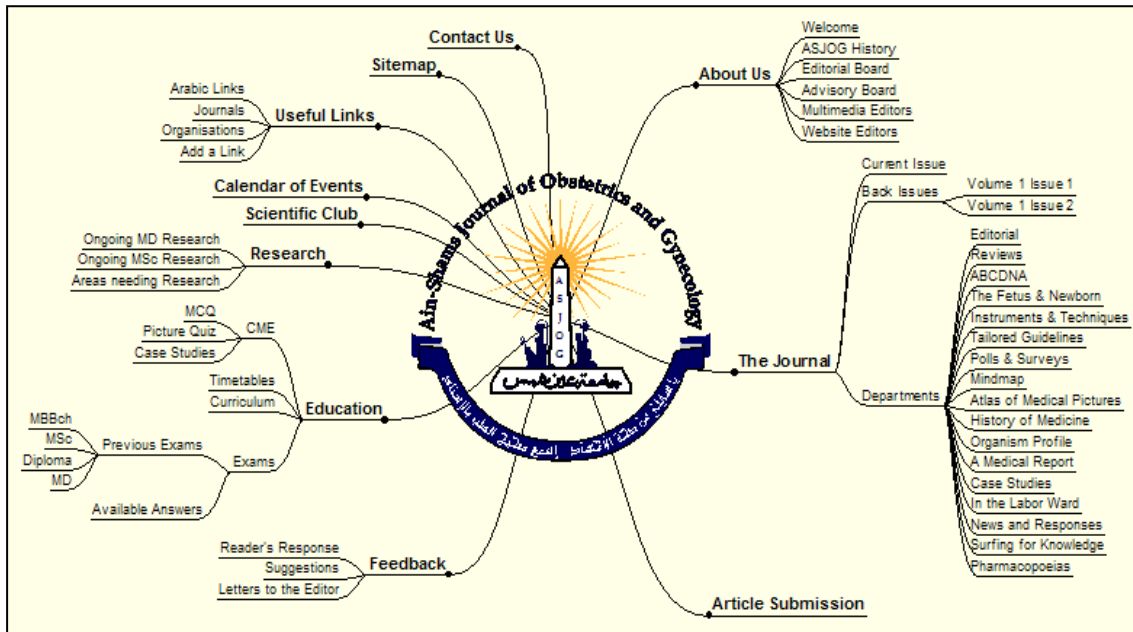 Contact Us
Sitemap
Useful Links
Arabic Links
Journals
Organisations
Add a Link
Calendar of Events
Scientific Club
Research
Ongoing MD Research
Ongoing MSc Research
Areas needing Research
Education
CME
MCQ
Picture Quiz
Case Studies
Timetables
Curriculum
Exams
Previous Exams
MBBch
MSc
Diploma
MD
Available Answers
Feedback
Reader's Response
Suggestions
Letters to the Editor
Ain-Shams Journal of Obstetrics and Gynecology
ASJOG
جامعة عين شمس
About Us
Welcome
ASJOG History
Editorial Board
Advisory Board
Multimedia Editors
Website Editors
The Journal
Current Issue
Back Issues
Volume 1 Issue 1
Volume 1 Issue 2
Departments
Editorial
Reviews
ABCDNA
The Fetus & Newborn
Instruments & Techniques
Tailored Guidelines
Polls & Surveys
Mindmap
Atlas of Medical Pictures
History of Medicine
Organism Profile
A Medical Report
Case Studies
In the Labor Ward
News and Responses
Surfing for Knowledge
Pharmacopoeias
Article Submission